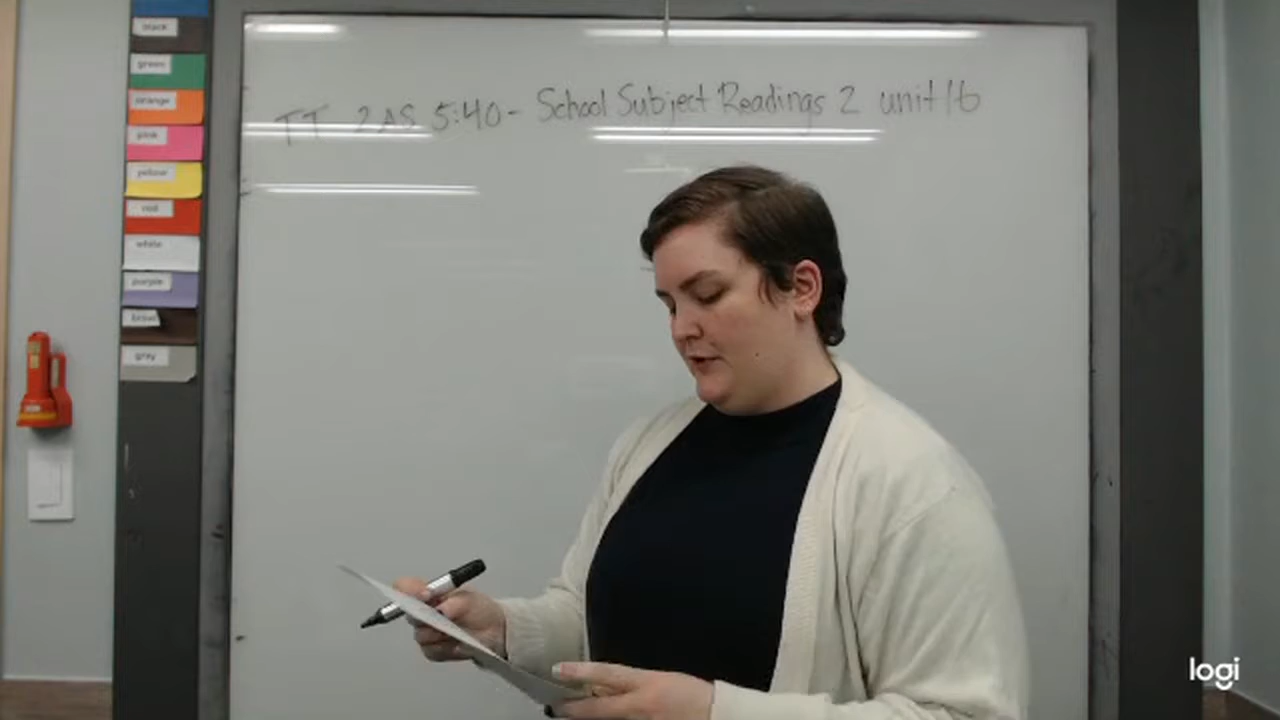 black
green
orange
pink
yellow
red
white
purple
brown
gray
TT 2AS 5:40- School Subject Readings 2 unit 16
logi